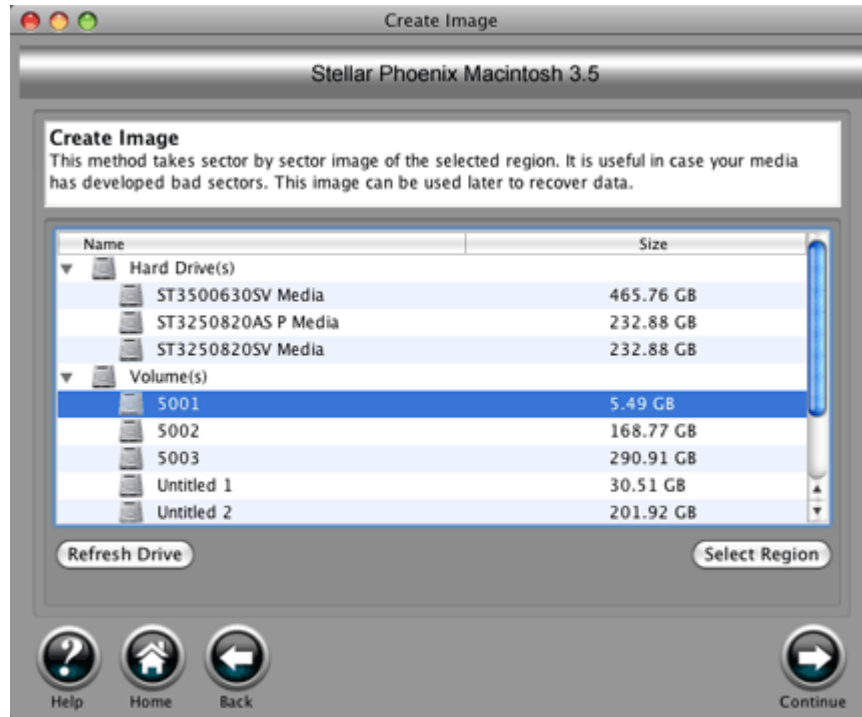 Create Image
Stellar Phoenix Macintosh 3.5
Create Image
This method takes sector by sector image of the selected region. It is useful in case your media
has developed bad sectors. This image can be used later to recover data.
Name Size
Hard Drive(s)
ST3500630SV Media 465.76 GB
ST3250820AS P Media 232.88 GB
ST3250820SV Media 232.88 GB
Volume(s)
5001 5.49 GB
5002 168.77 GB
5003 290.91 GB
Untitled 1 30.51 GB
Untitled 2 201.92 GB
Refresh Drive Select Region
Help Home Back Continue